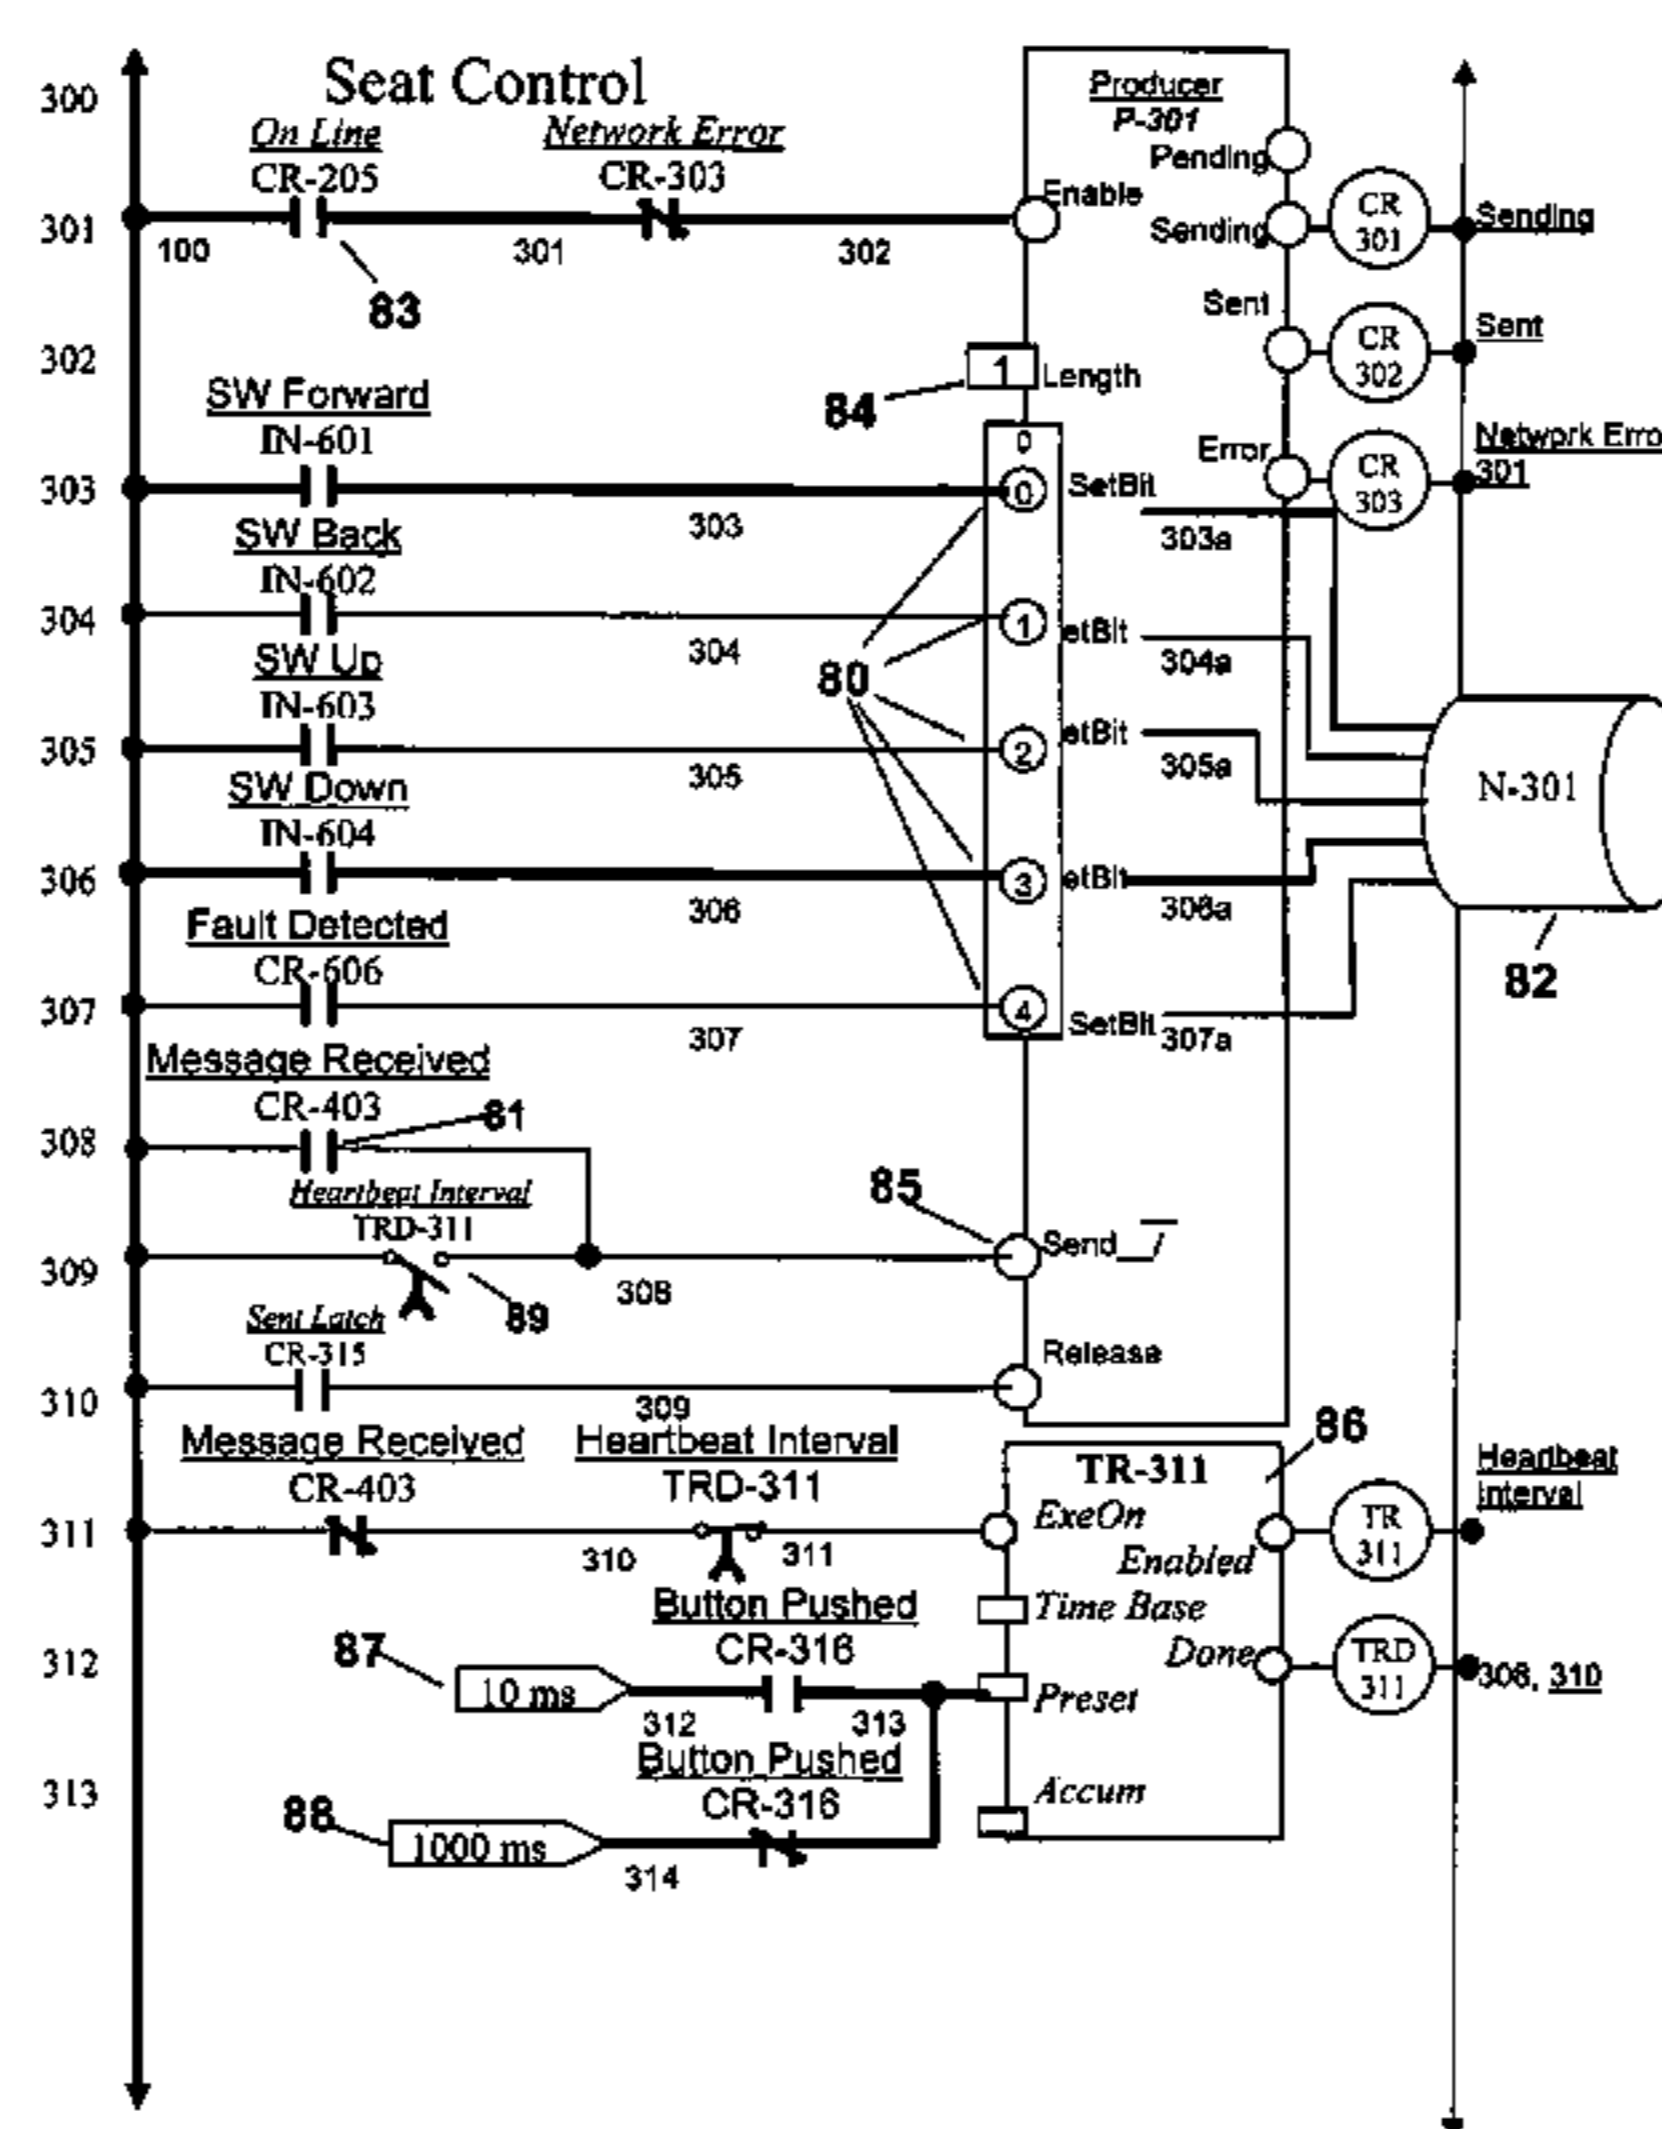 Seat Control
300
Producer
P-301
Pending
On Line
CR-205
Network Error
CR-303
Enable
301
100
301
302
Sending
CR
301
Sending
83
Sent
CR
302
Sent
302
1
Length
84
SW Forward
IN-601
0
Error
CR
303
Network Erro
301
303
303
0
SetBit
303a
SW Back
IN-602
304
304
1
etBit
304a
80
SW Up
IN-603
305
305
2
etBit
305a
N-301
SW Down
IN-604
306
306
3
etBit
306a
82
Fault Detected
CR-606
307
307
4
SetBit
307a
Message Received
CR-403
81
308
Heartbeat Interval
TRD-311
85
309
308
Send
89
Sent Latch
CR-315
Release
310
309
Message Received
CR-403
Heartbeat Interval
TRD-311
TR-311
86
Heartbeat
Interval
311
310
311
ExeOn
Enabled
TR
311
Button Pushed
CR-316
Time Base
87
312
10 ms
312
313
Preset
Done
TRD
311
306, 310
Button Pushed
CR-316
313
88
1000 ms
314
Accum